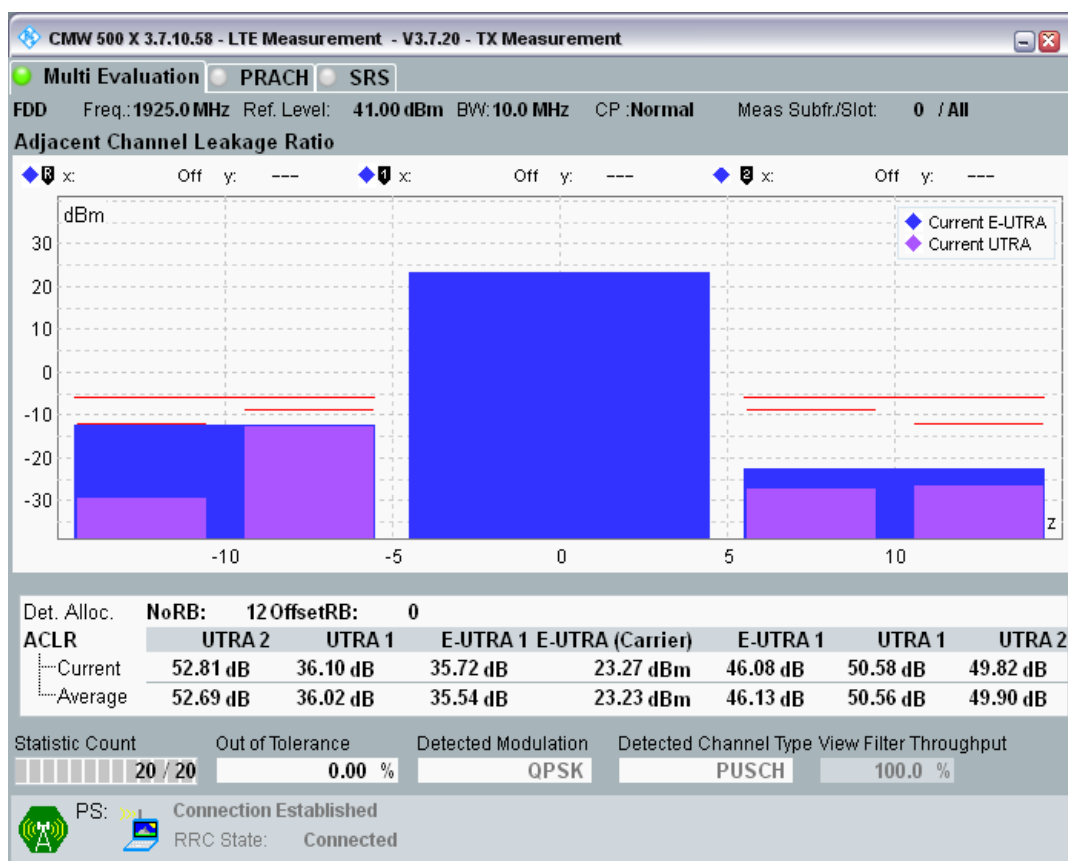 CMW 500 X 3.7.10.58 - LTE Measurement - V3.7.20 - TX Measurement
Multi Evaluation PRACH SRS
FDD Freq.: 1925.0 MHz Ref. Level: 41.00 dBm BW: 10.0 MHz CP :Normal Meas Subfr./Slot: 0 / All
Adjacent Channel Leakage Ratio
R x: Off y: --- 1 x: Off y: --- 2 x: Off y: ---
dBm
Current E-UTRA
Current UTRA
30
20
10
0
-10
-20
-30
z
-10 -5 0 5 10
Det. Alloc. NoRB: 12 OffsetRB: 0
ACLR UTRA 2 UTRA 1 E-UTRA 1 E-UTRA (Carrier) E-UTRA 1 UTRA 1 UTRA 2
Current 52.81 dB 36.10 dB 35.72 dB 23.27 dBm 46.08 dB 50.58 dB 49.82 dB
Average 52.69 dB 36.02 dB 35.54 dB 23.23 dBm 46.13 dB 50.56 dB 49.90 dB
Statistic Count Out of Tolerance Detected Modulation Detected Channel Type View Filter Throughput
20 / 20 0.00 % QPSK PUSCH 100.0 %
PS: Connection Established
RRC State: Connected